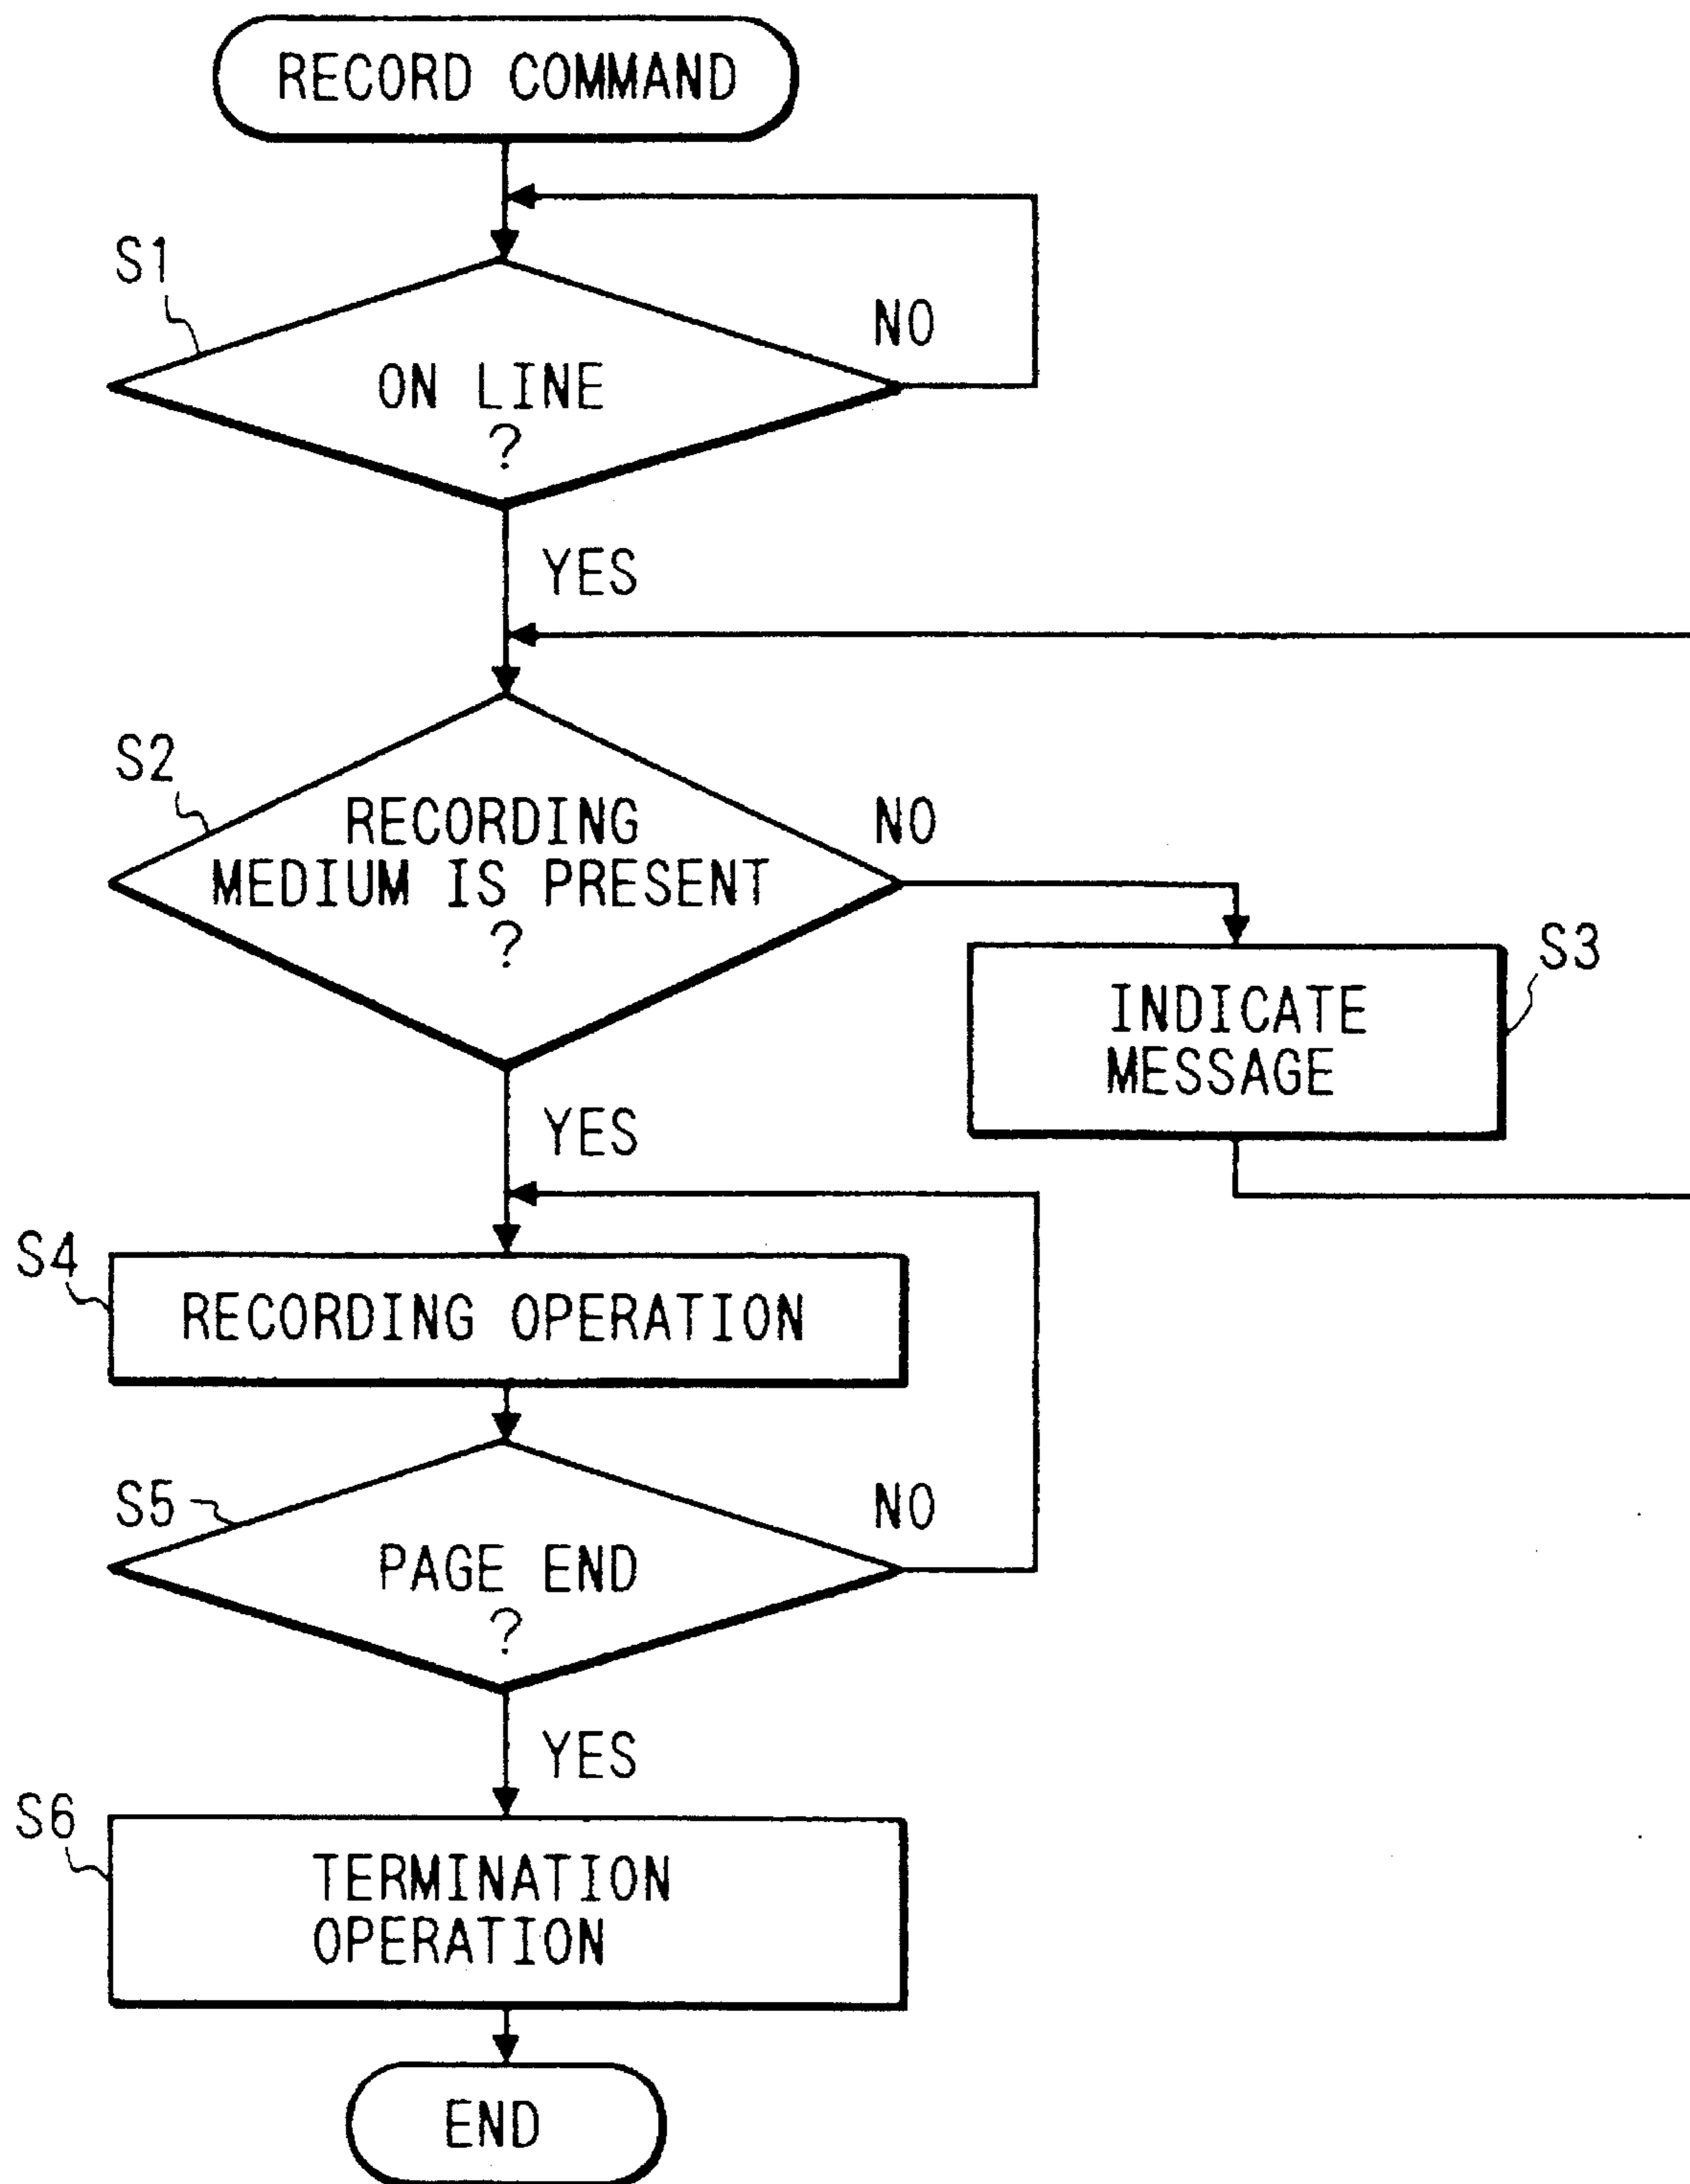 RECORD COMMAND
S1
NO
ON LINE
?
YES
S2
RECORDING
MEDIUM IS PRESENT
?
NO
S3
INDICATE
MESSAGE
YES
S4
RECORDING OPERATION
S5
NO
PAGE END
?
YES
S6
TERMINATION
OPERATION
END